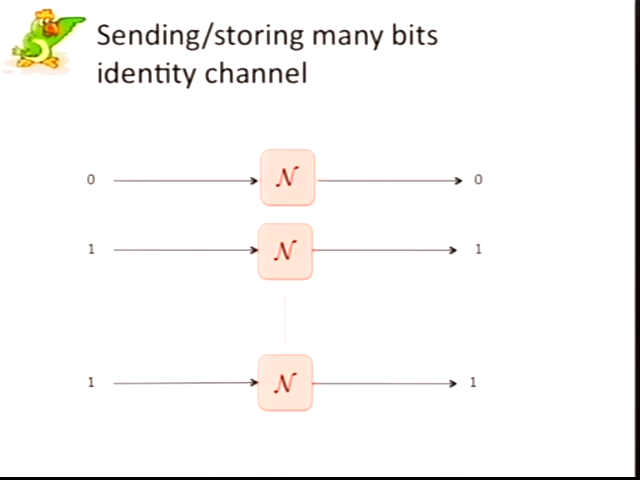 Sending/storing many bits
identity channel
0 N 0
1 N 1
1 N 1